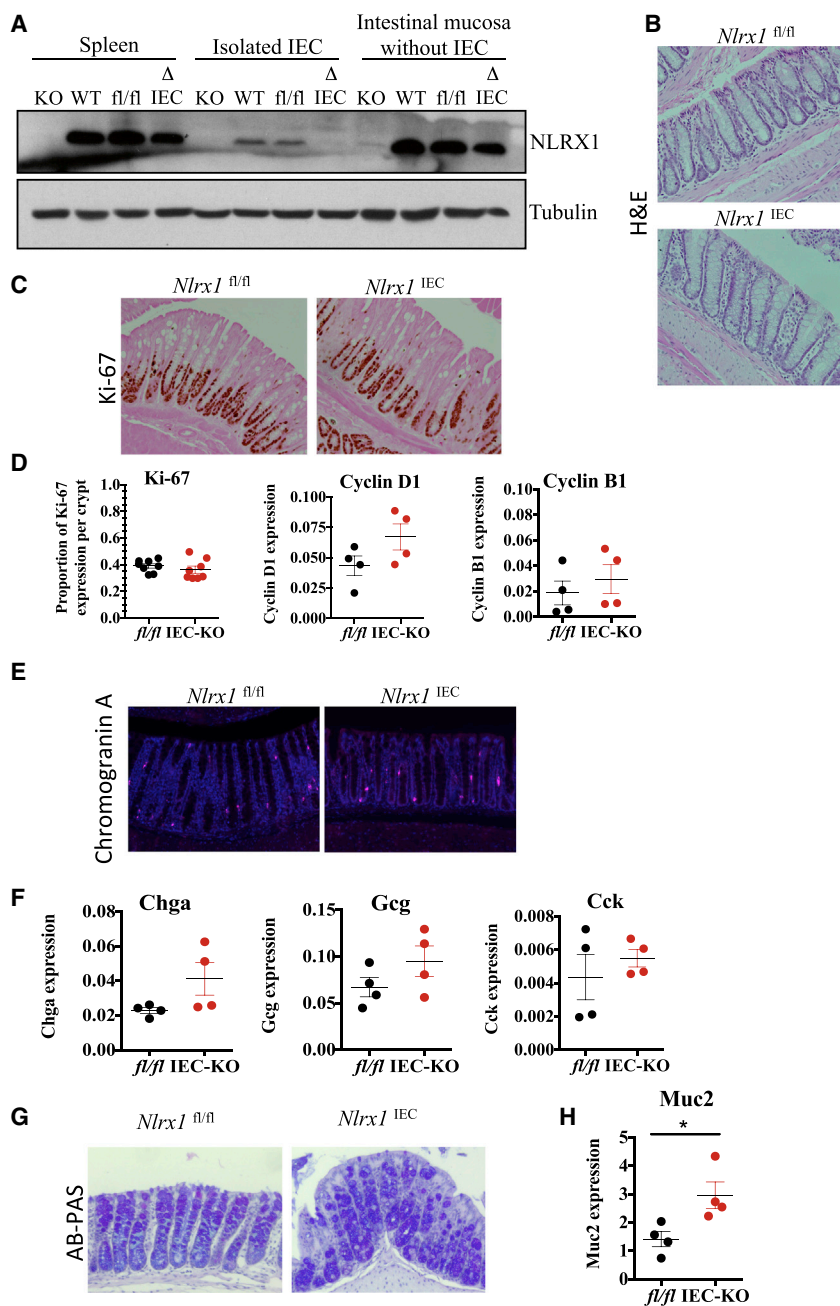 A
Spleen
Isolated IEC
Intestinal mucosa
without IEC
KO WT fl/fl Δ IEC KO WT fl/fl Δ IEC KO WT fl/fl Δ IEC
NLRX1
Tubulin
B
Nlrx1 fl/fl
H&E
Nlrx1 IEC
C
Nlrx1 fl/fl
Nlrx1 IEC
Ki-67
D
Ki-67
Proportion of Ki-67
expression per crypt
1.0
0.8
0.6
0.4
0.2
0.0
fl/fl IEC-KO
Cyclin D1
Cyclin D1 expression
0.100
0.075
0.050
0.025
0.000
fl/fl IEC-KO
Cyclin B1
Cyclin B1 expression
0.10
0.08
0.06
0.04
0.02
0.00
fl/fl IEC-KO
E
Nlrx1 fl/fl
Nlrx1 IEC
Chromogranin A
F
Chga
Chga expression
0.08
0.06
0.04
0.02
0.00
fl/fl IEC-KO
Gcg
Gcg expression
0.15
0.10
0.05
0.00
fl/fl IEC-KO
Cck
Cck expression
0.008
0.006
0.004
0.002
0.000
fl/fl IEC-KO
G
Nlrx1 fl/fl
Nlrx1 IEC
AB-PAS
H
Muc2
*
Muc2 expression
5
4
3
2
1
0
fl/fl IEC-KO